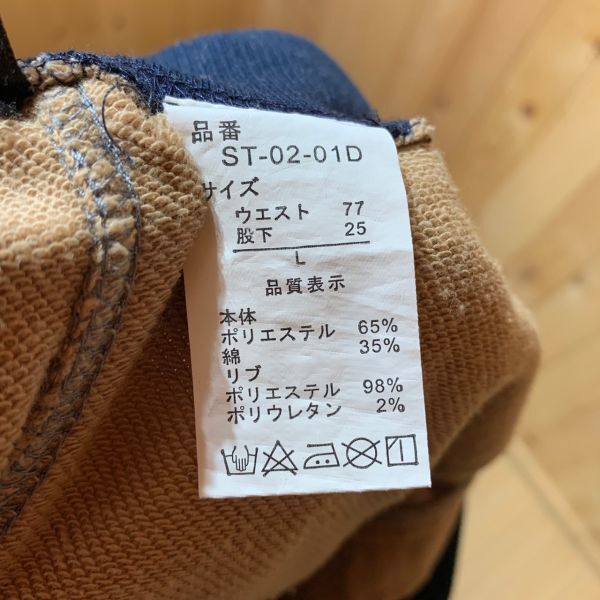 品番
ST-02-01D
サイズ
ウエスト 77
股下 25
L
品質表示
本体
ポリエステル 65%
綿 35%
リブ
ポリエステル 98%
ポリウレタン 2%